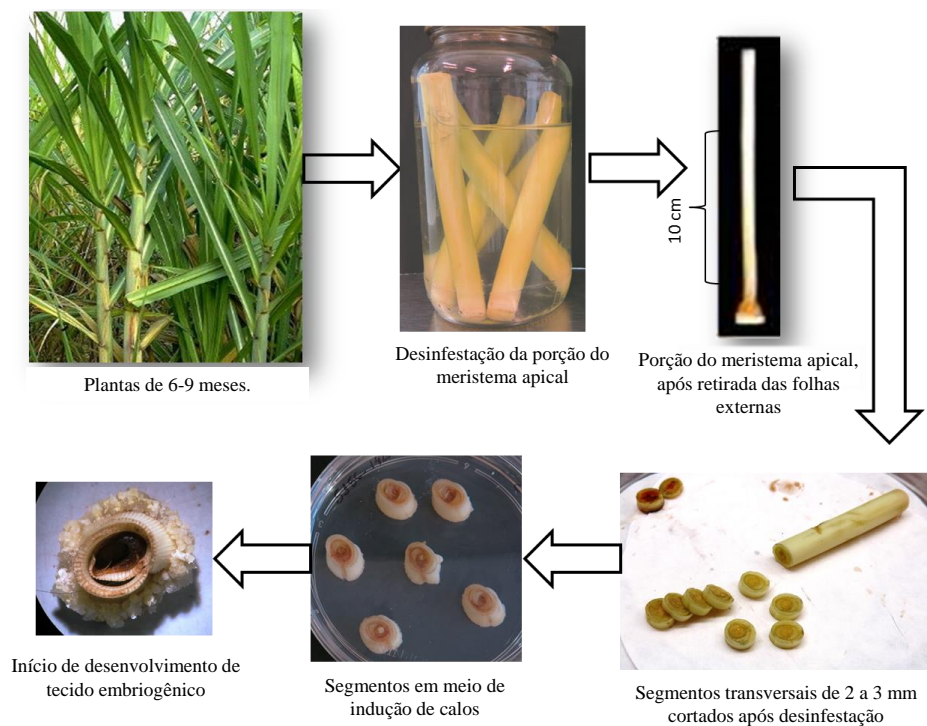 Plantas de 6-9 meses.
Desinfestação da porção do
meristema apical
10 cm
Porção do meristema apical,
após retirada das folhas
externas
Início de desenvolvimento de
tecido embriogênico
Segmentos em meio de
indução de calos
Segmentos transversais de 2 a 3 mm
cortados após desinfestação